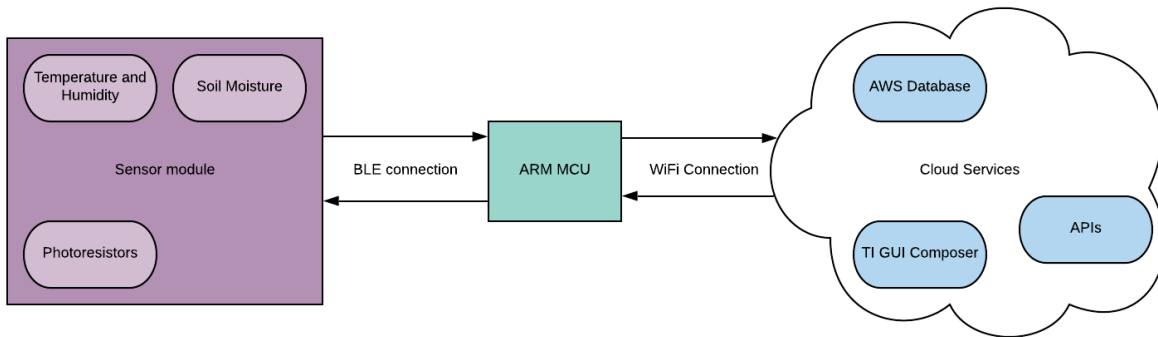 Temperature and
Humidity
Soil Moisture
Sensor module
Photoresistors
BLE connection
ARM MCU
WiFi Connection
AWS Database
Cloud Services
APIs
TI GUI Composer